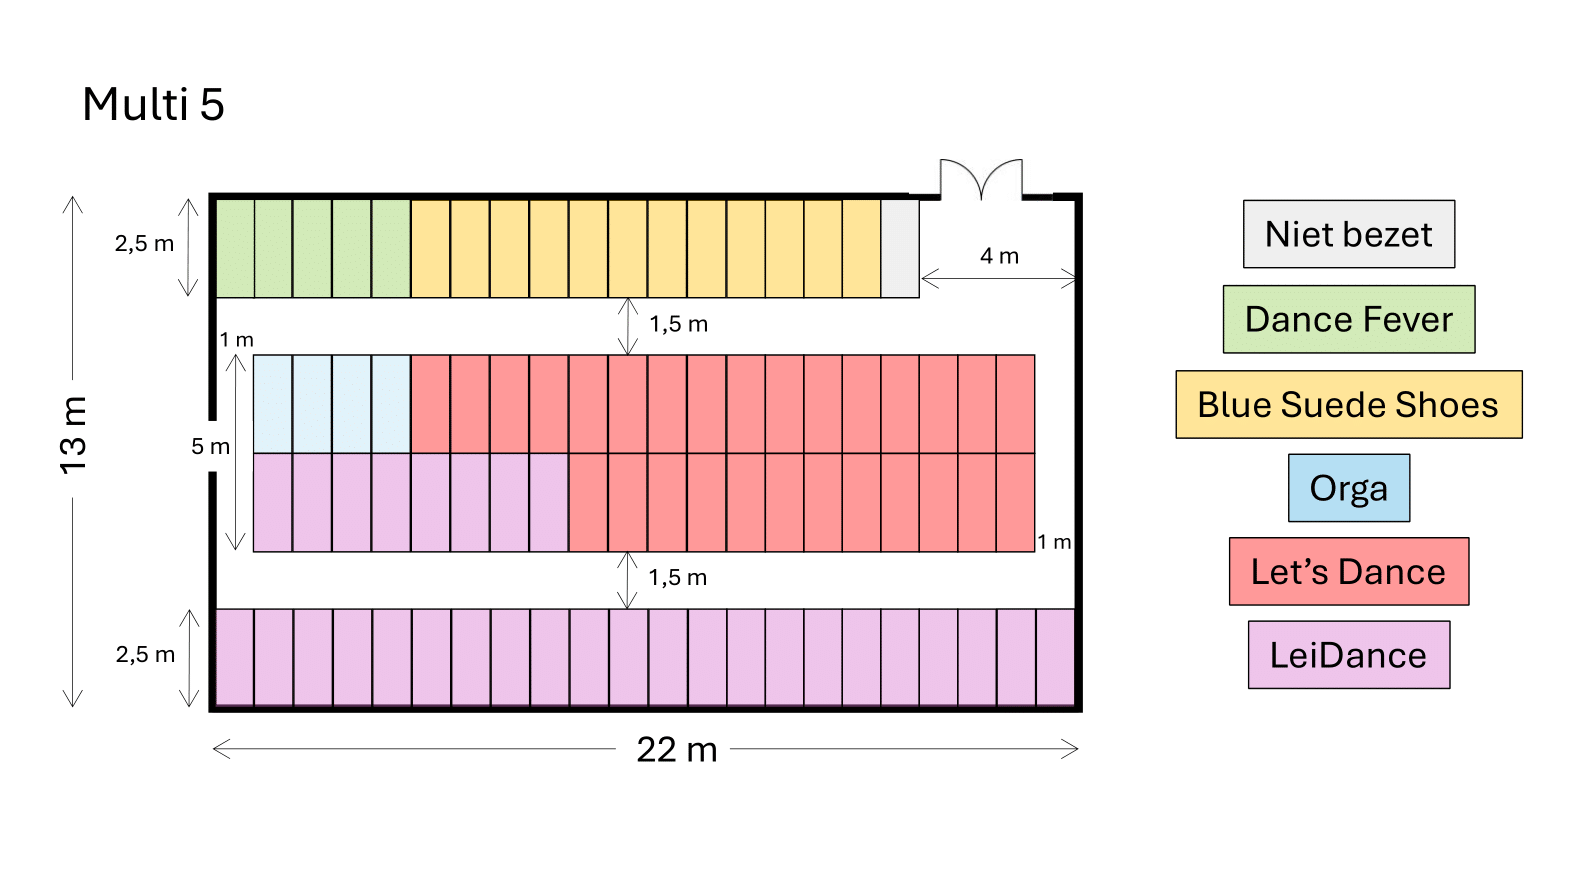 Multi 5
2,5 m
4 m
1,5 m
1 m
5 m
13 m
1 m
1,5 m
2,5 m
22 m
Niet bezet
Dance Fever
Blue Suede Shoes
Orga
Let’s Dance
LeiDance